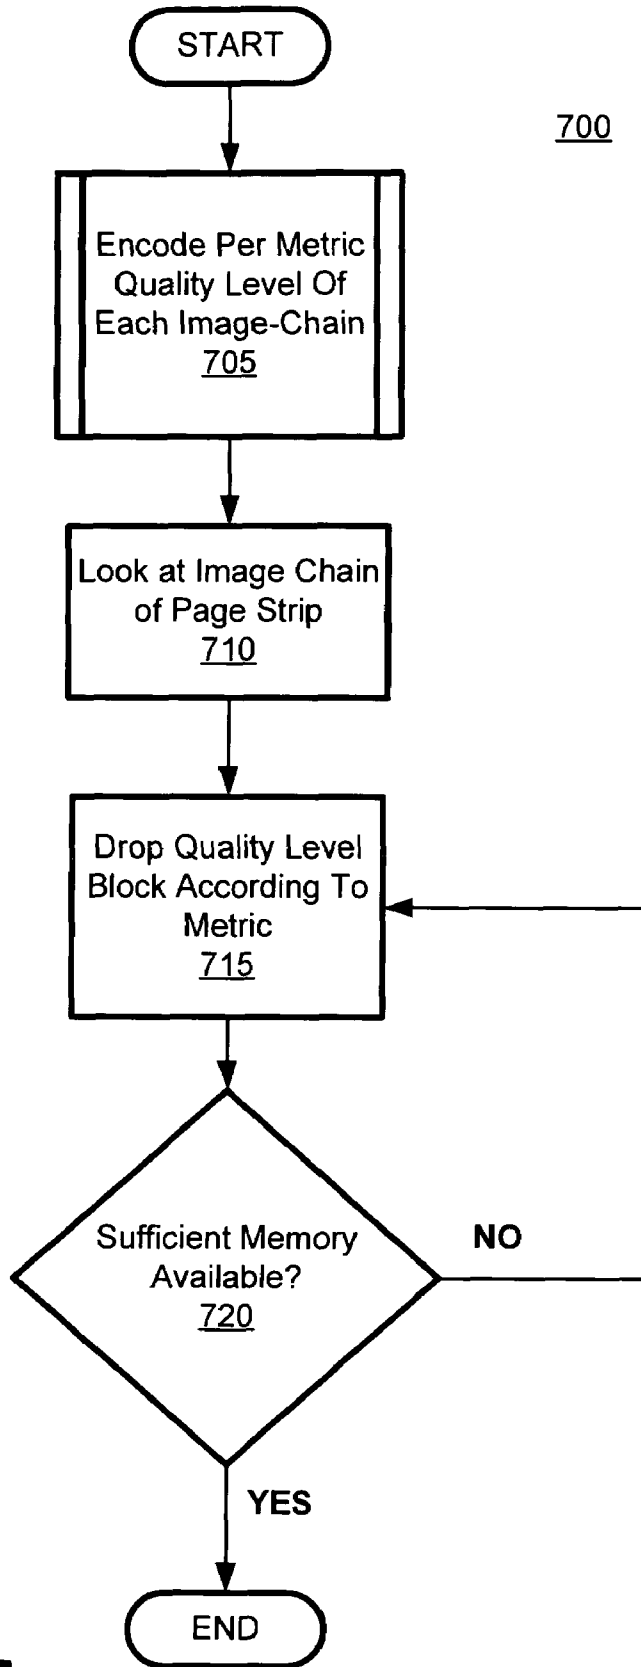 START
700
Encode Per Metric
Quality Level Of
Each Image-Chain
705
Look at Image Chain
of Page Strip
710
Drop Quality Level
Block According To
Metric
715
Sufficient Memory
Available?
720
NO
YES
END